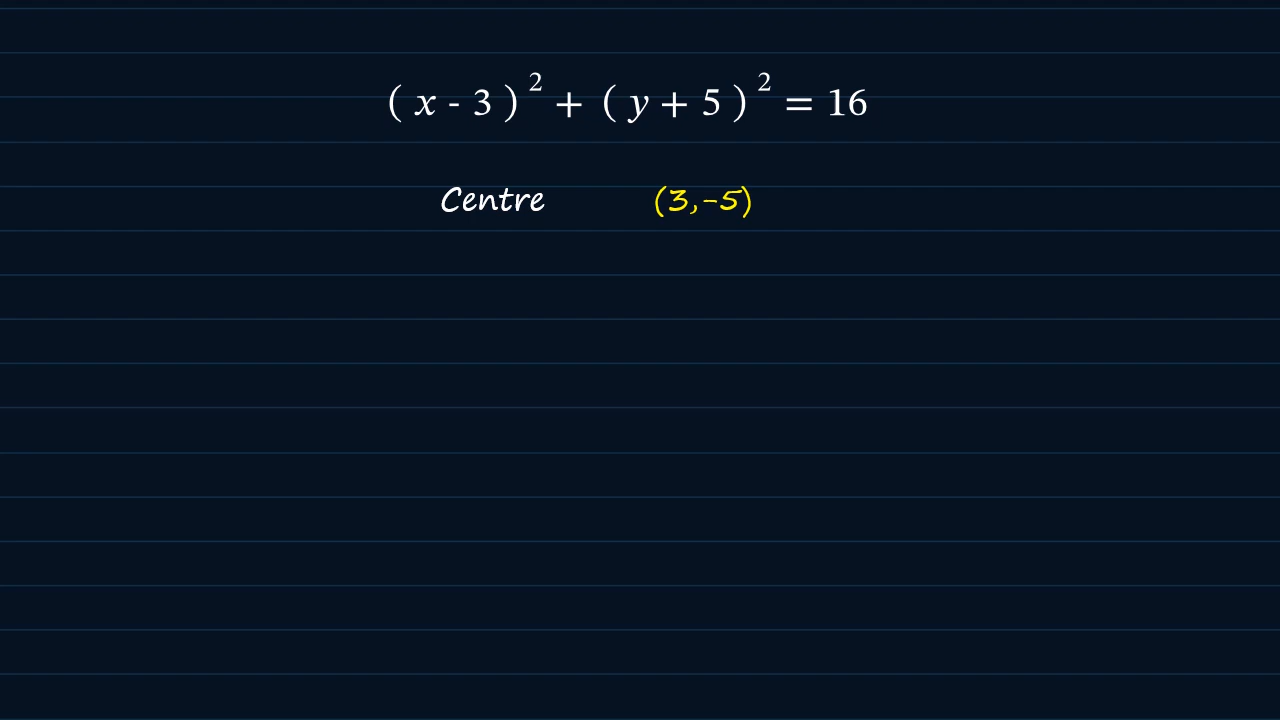 ( x - 3 )² + ( y + 5 )² = 16
Centre (3,-5)